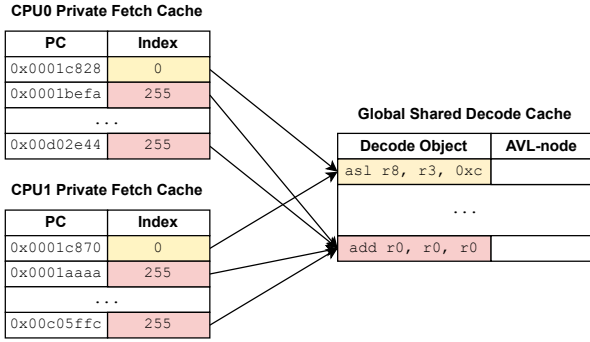 CPU0 Private Fetch Cache
PC Index
0x0001c828 0
0x0001befa 255
...
0x00d02e44 255
CPU1 Private Fetch Cache
PC Index
0x0001c870 0
0x0001aaaa 255
...
0x00c05ffc 255
Global Shared Decode Cache
Decode Object AVL-node
asl r8, r3, 0xc
...
add r0, r0, r0